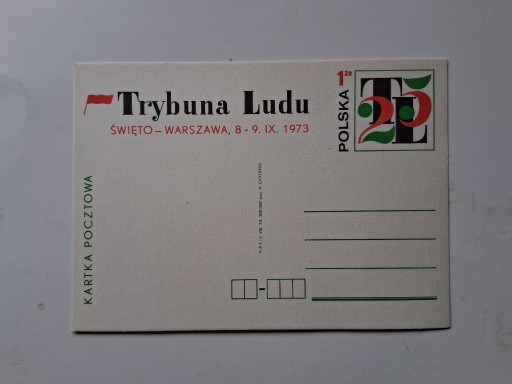 Trybuna Ludu
ŚWIĘTO – WARSZAWA, 8 - 9. IX. 1973
1 zł
POLSKA
TL 25
KARTKA POCZTOWA